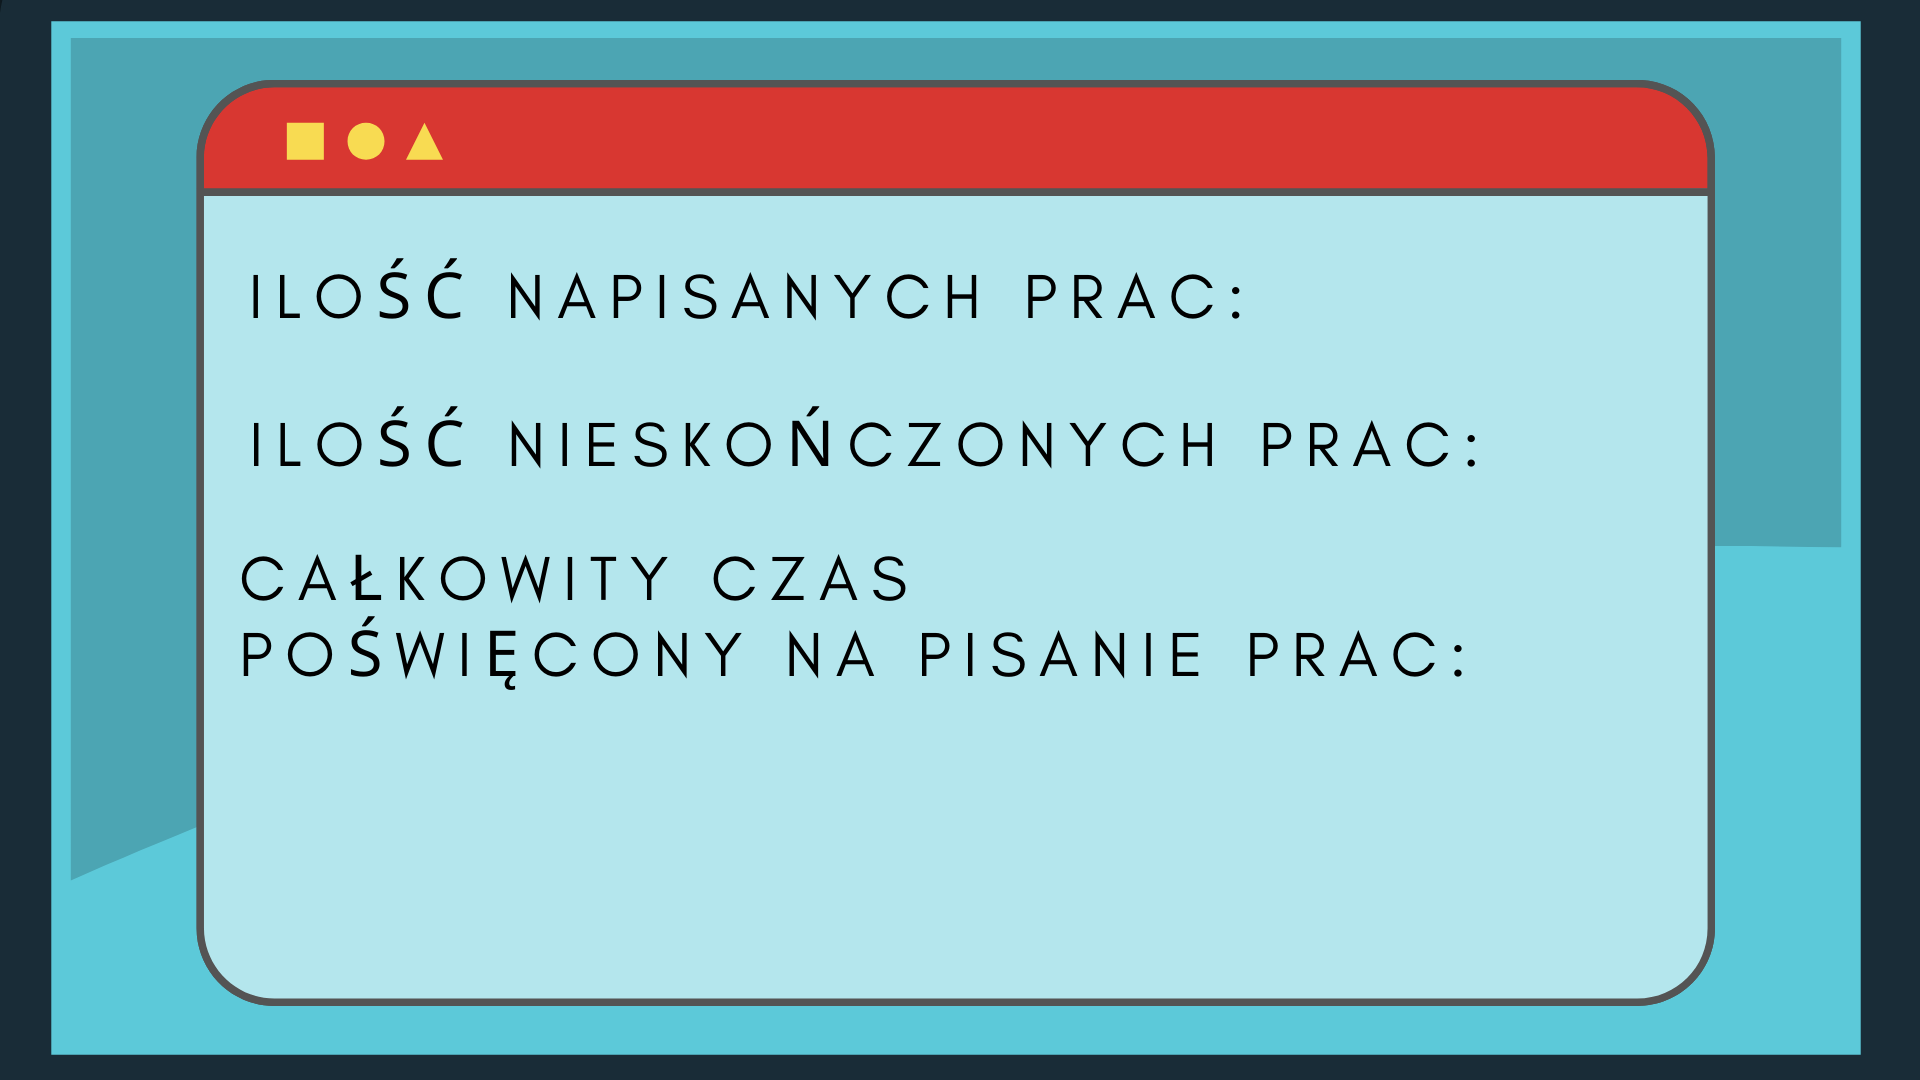 ILOŚĆ NAPISANYCH PRAC:
ILOŚĆ NIESKOŃCZONYCH PRAC:
CAŁKOWITY CZAS
POŚWIĘCONY NA PISANIE PRAC: